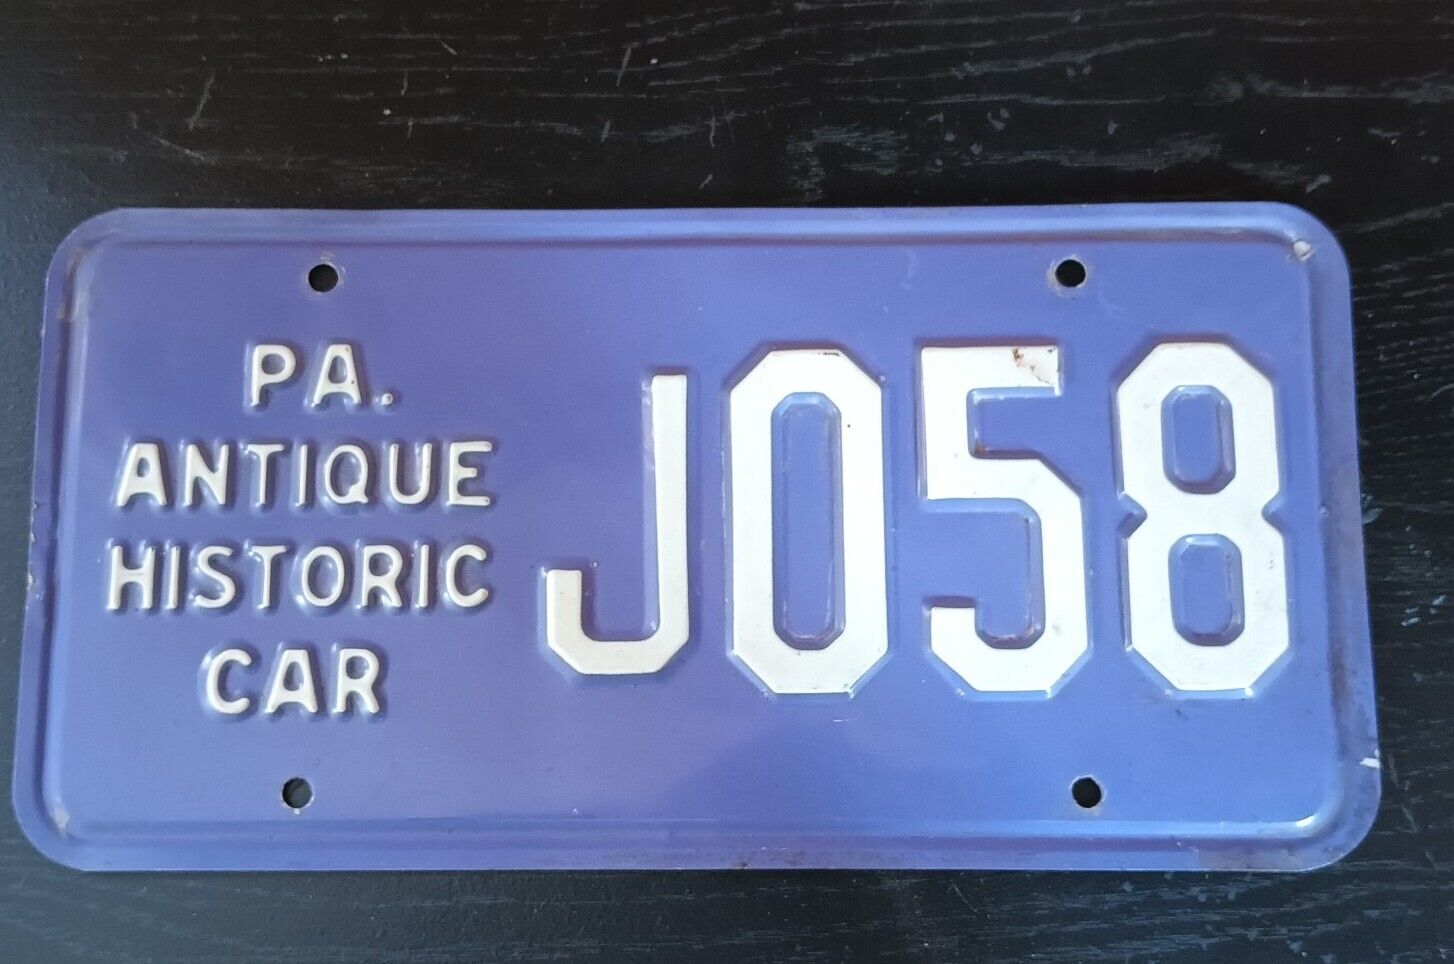 PA.
ANTIQUE
HISTORIC
CAR
J058